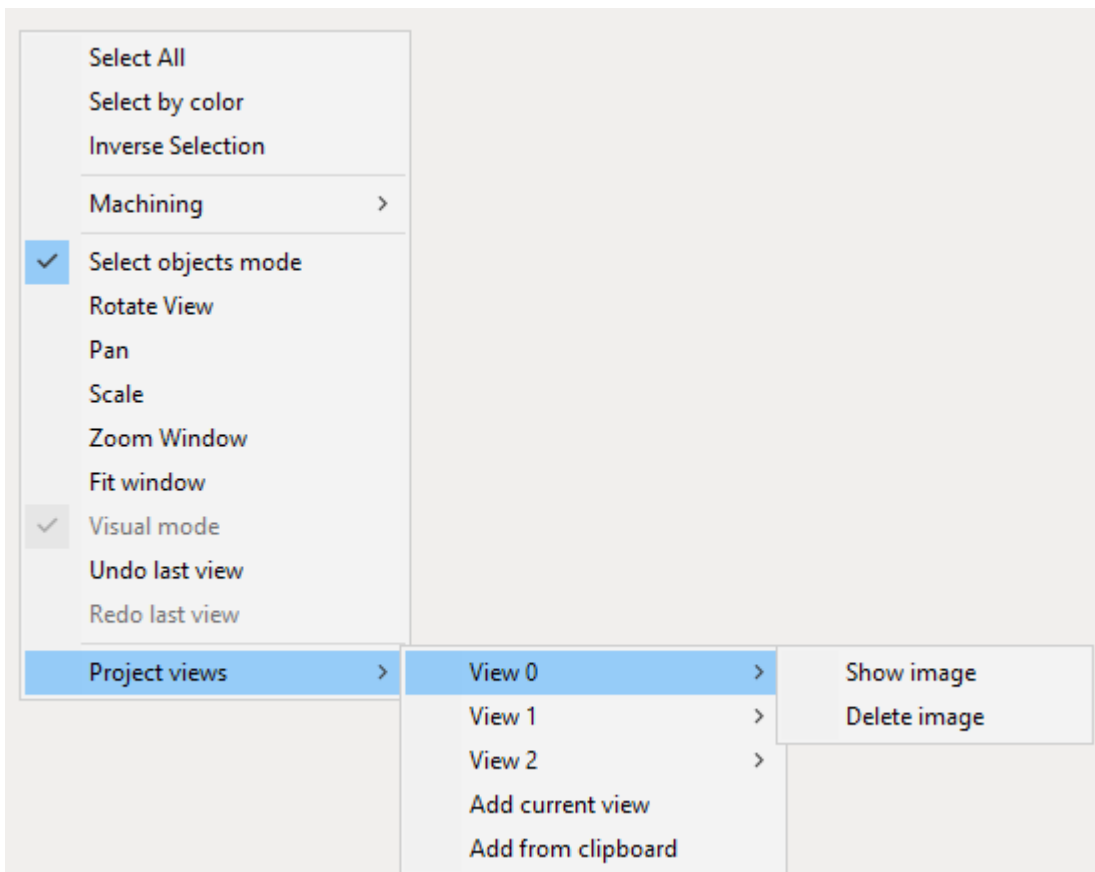 Select All
Select by color
Inverse Selection
Machining
Select objects mode
Rotate View
Pan
Scale
Zoom Window
Fit window
Visual mode
Undo last view
Redo last view
Project views
View 0
View 1
View 2
Add current view
Add from clipboard
Show image
Delete image